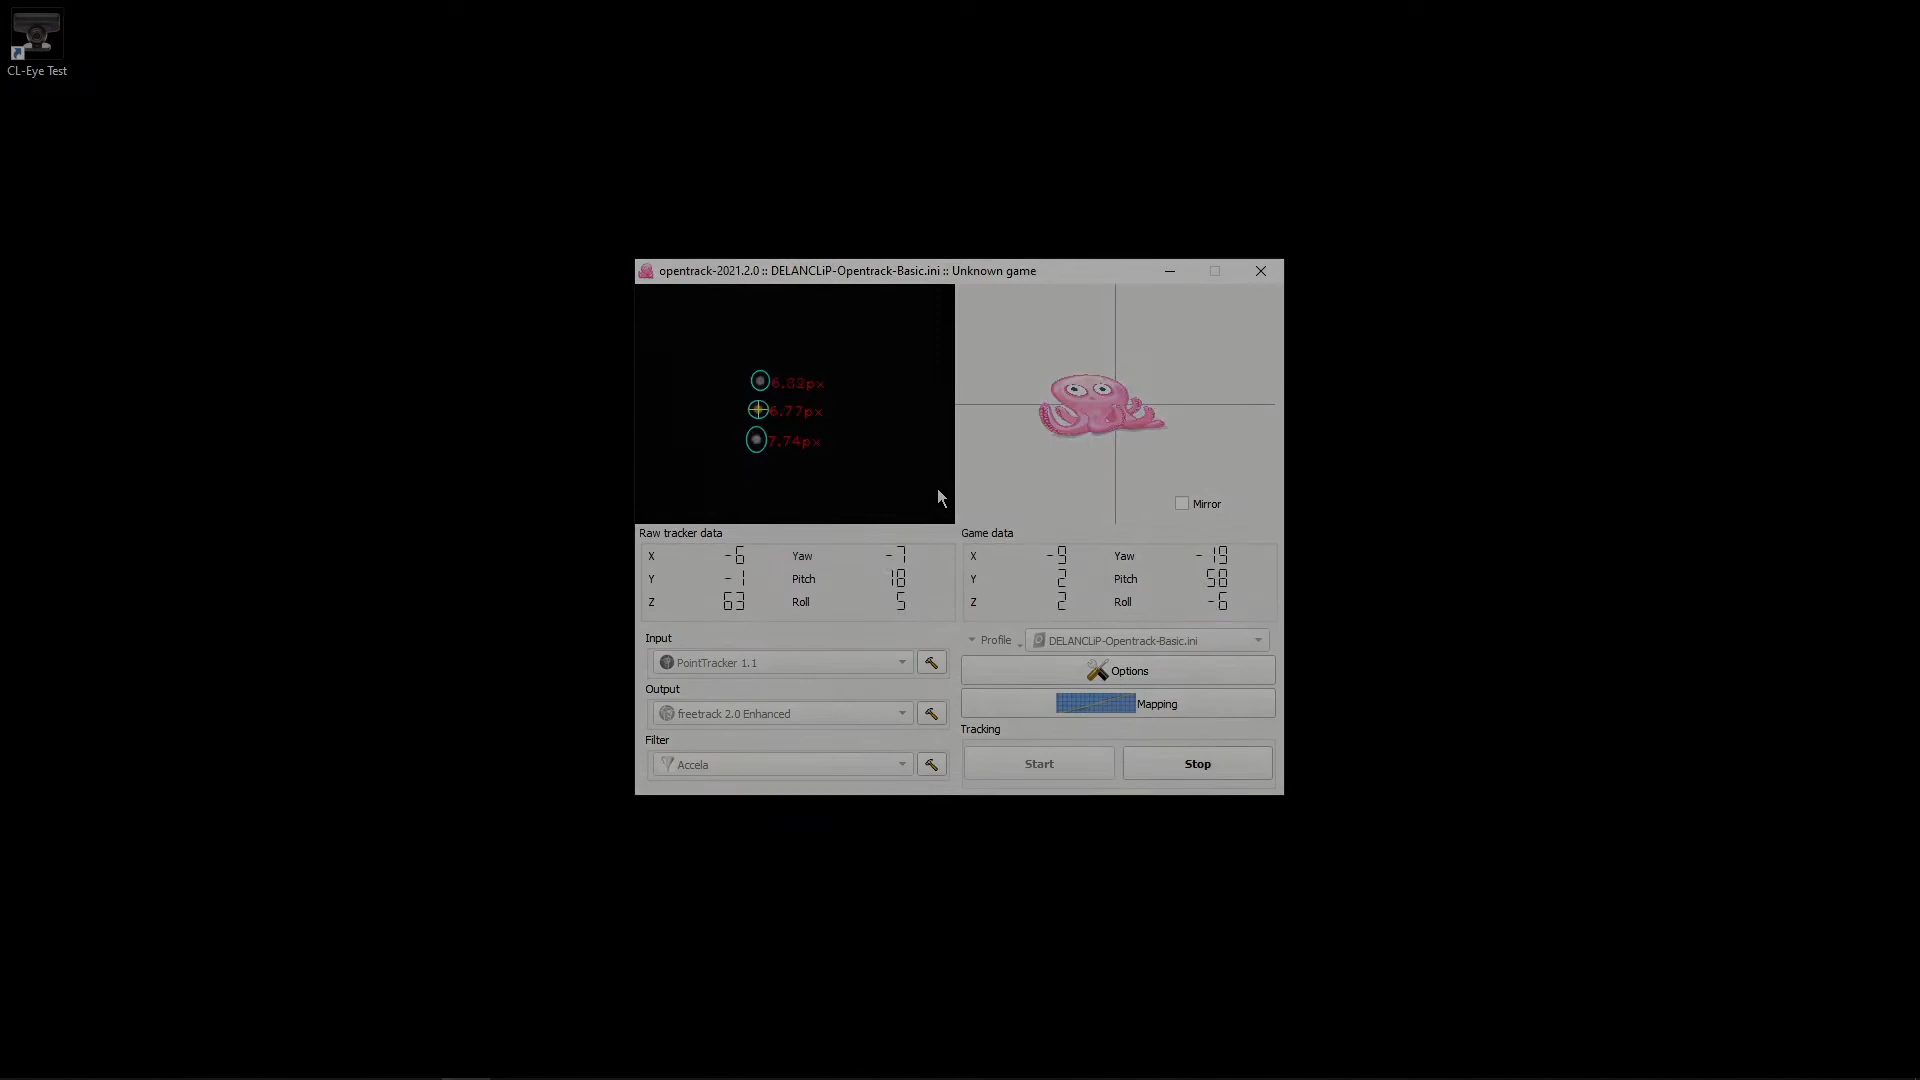 CL-Eye Test
opentrack-2021.2.0 :: DELANCLiP-Opentrack-Basic.ini :: Unknown game
6.82px
6.77px
7.74px
Mirror
Raw tracker data
X -6 Yaw -7
Y -1 Pitch 18
Z 63 Roll 5
Game data
X -9 Yaw -19
Y 2 Pitch 58
Z 2 Roll -6
Input
PointTracker 1.1
Output
freetrack 2.0 Enhanced
Filter
Accela
Profile DELANCLiP-Opentrack-Basic.ini
Options
Mapping
Tracking
Start Stop